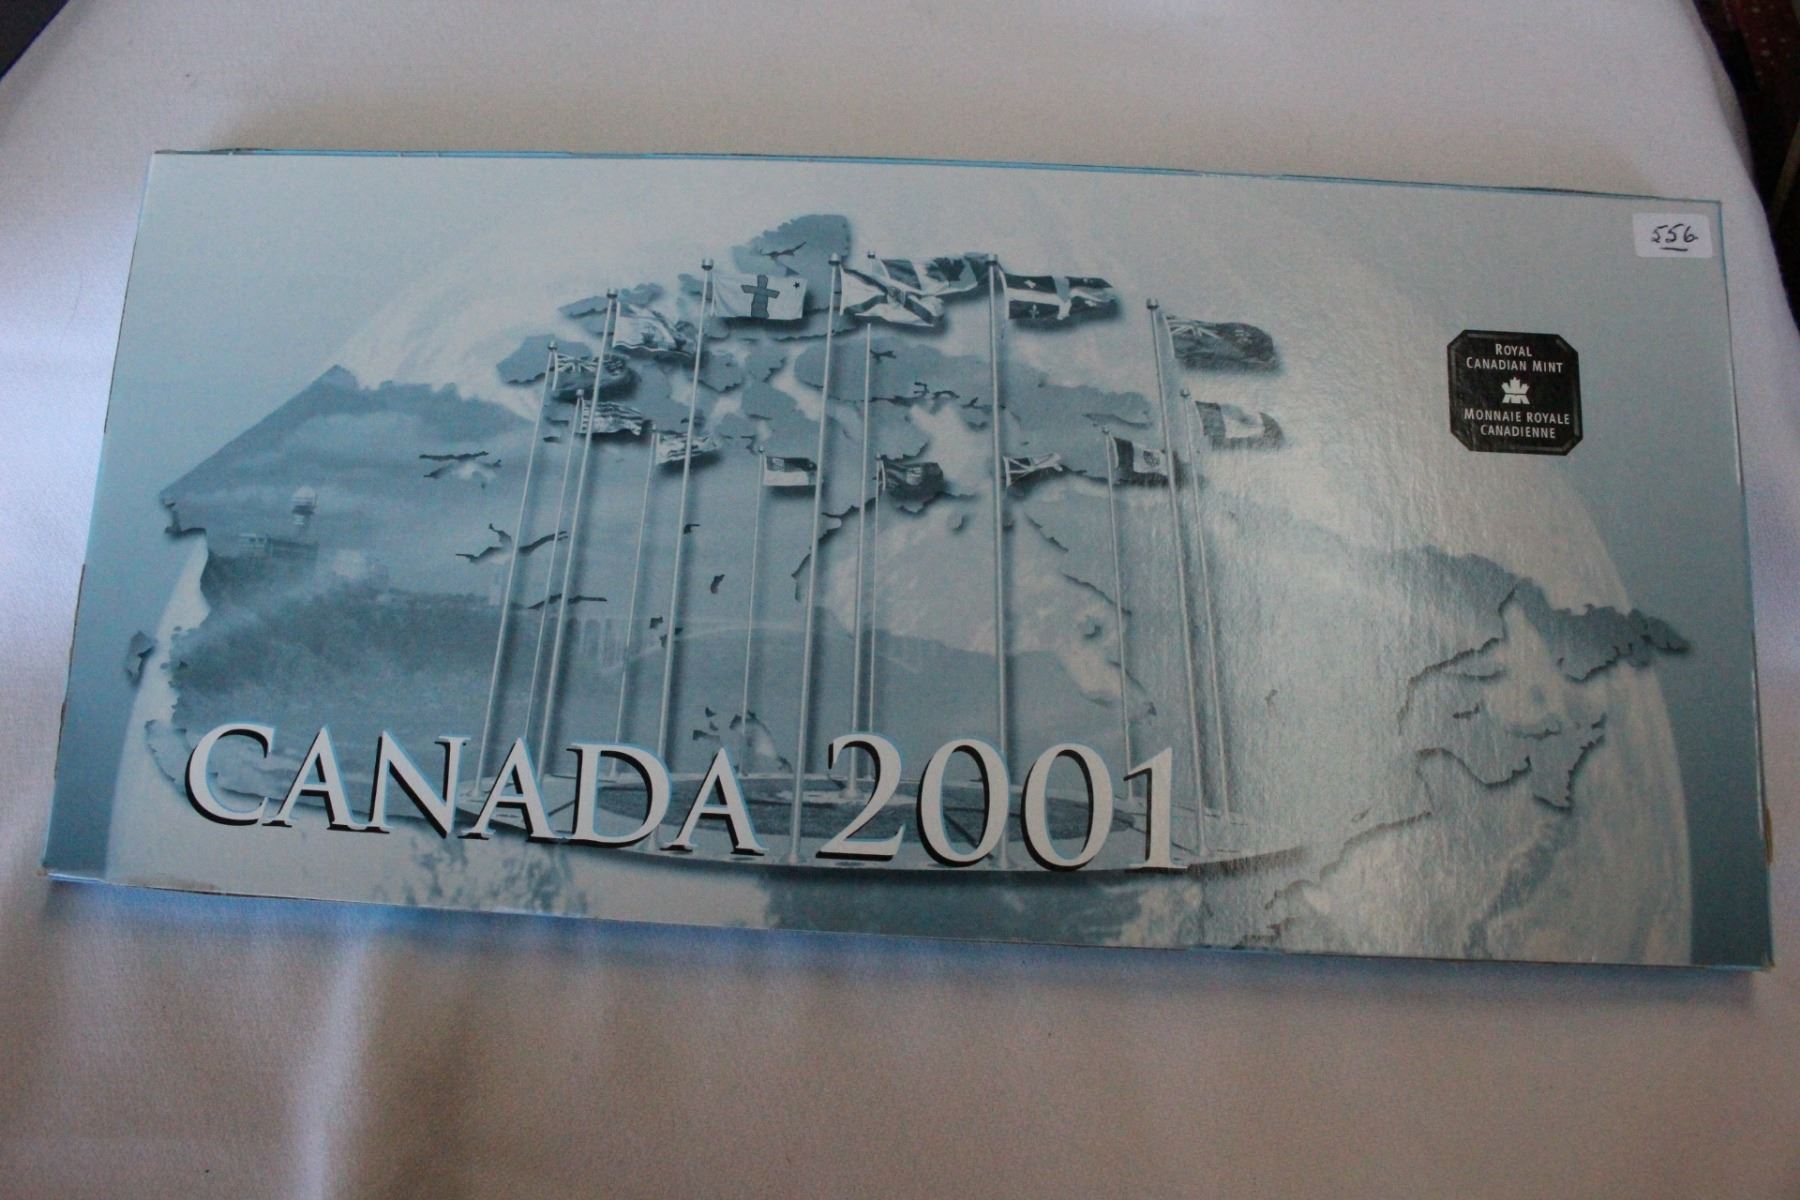 556
ROYAL
CANADIAN MINT
MONNAIE ROYALE
CANADIENNE
CANADA 2001